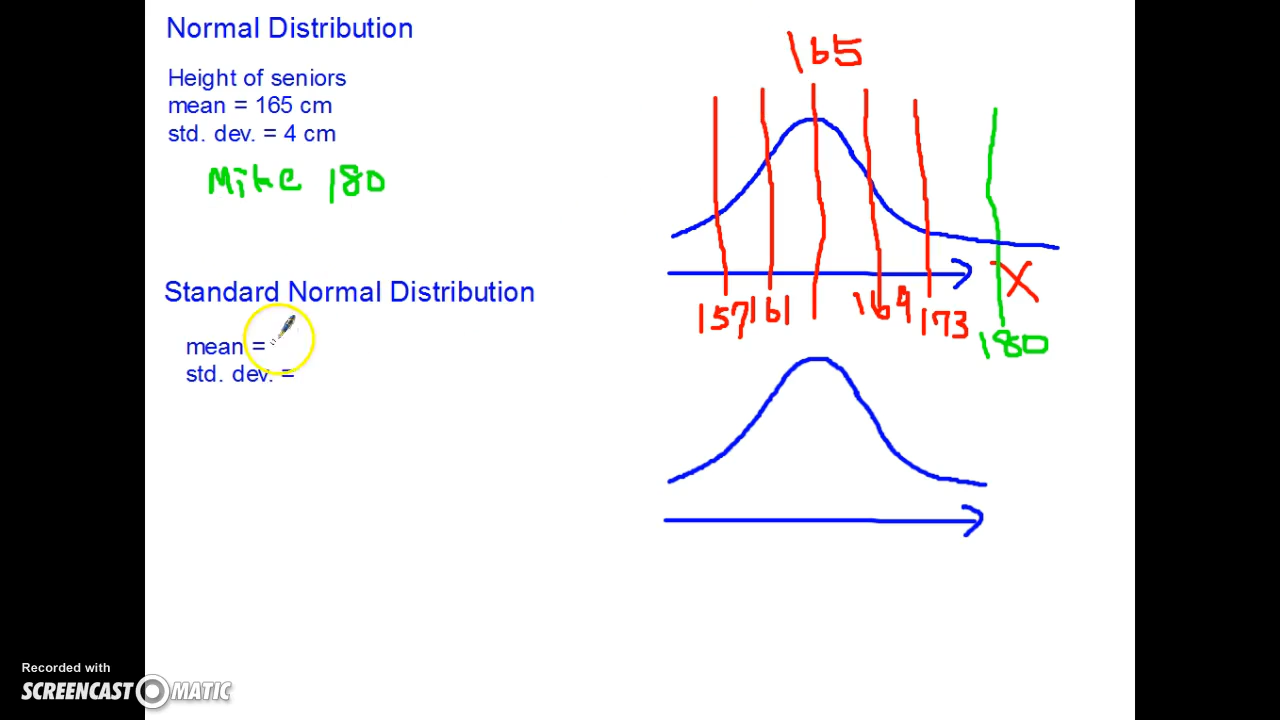 Normal Distribution
Height of seniors
mean = 165 cm
std. dev. = 4 cm
Mike 180
165
157 161 169 173
X
180
Standard Normal Distribution
mean =
std. dev. =
Recorded with
SCREENCAST MATIC